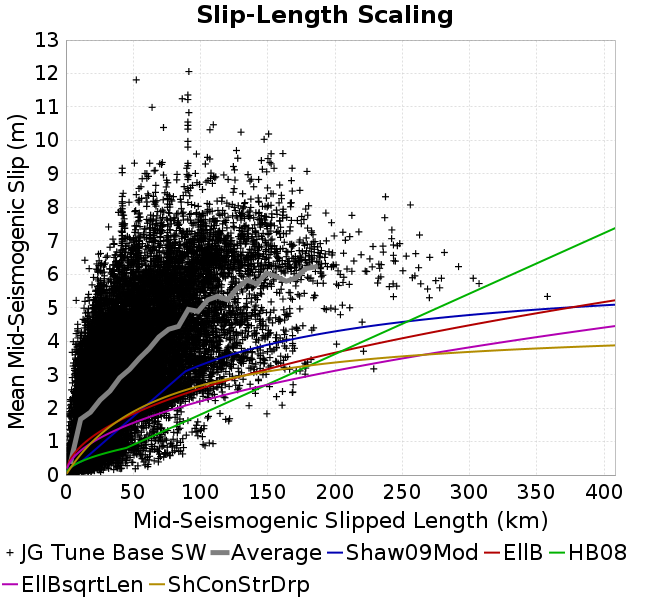 Slip-Length Scaling
Mean Mid-Seismogenic Slip (m)
13
12
11
10
9
8
7
6
5
4
3
2
1
0
0 50 100 150 200 250 300 350 400
Mid-Seismogenic Slipped Length (km)
JG Tune Base SW Average Shaw09Mod EllB HB08
EllBsqrtLen ShConStrDrp